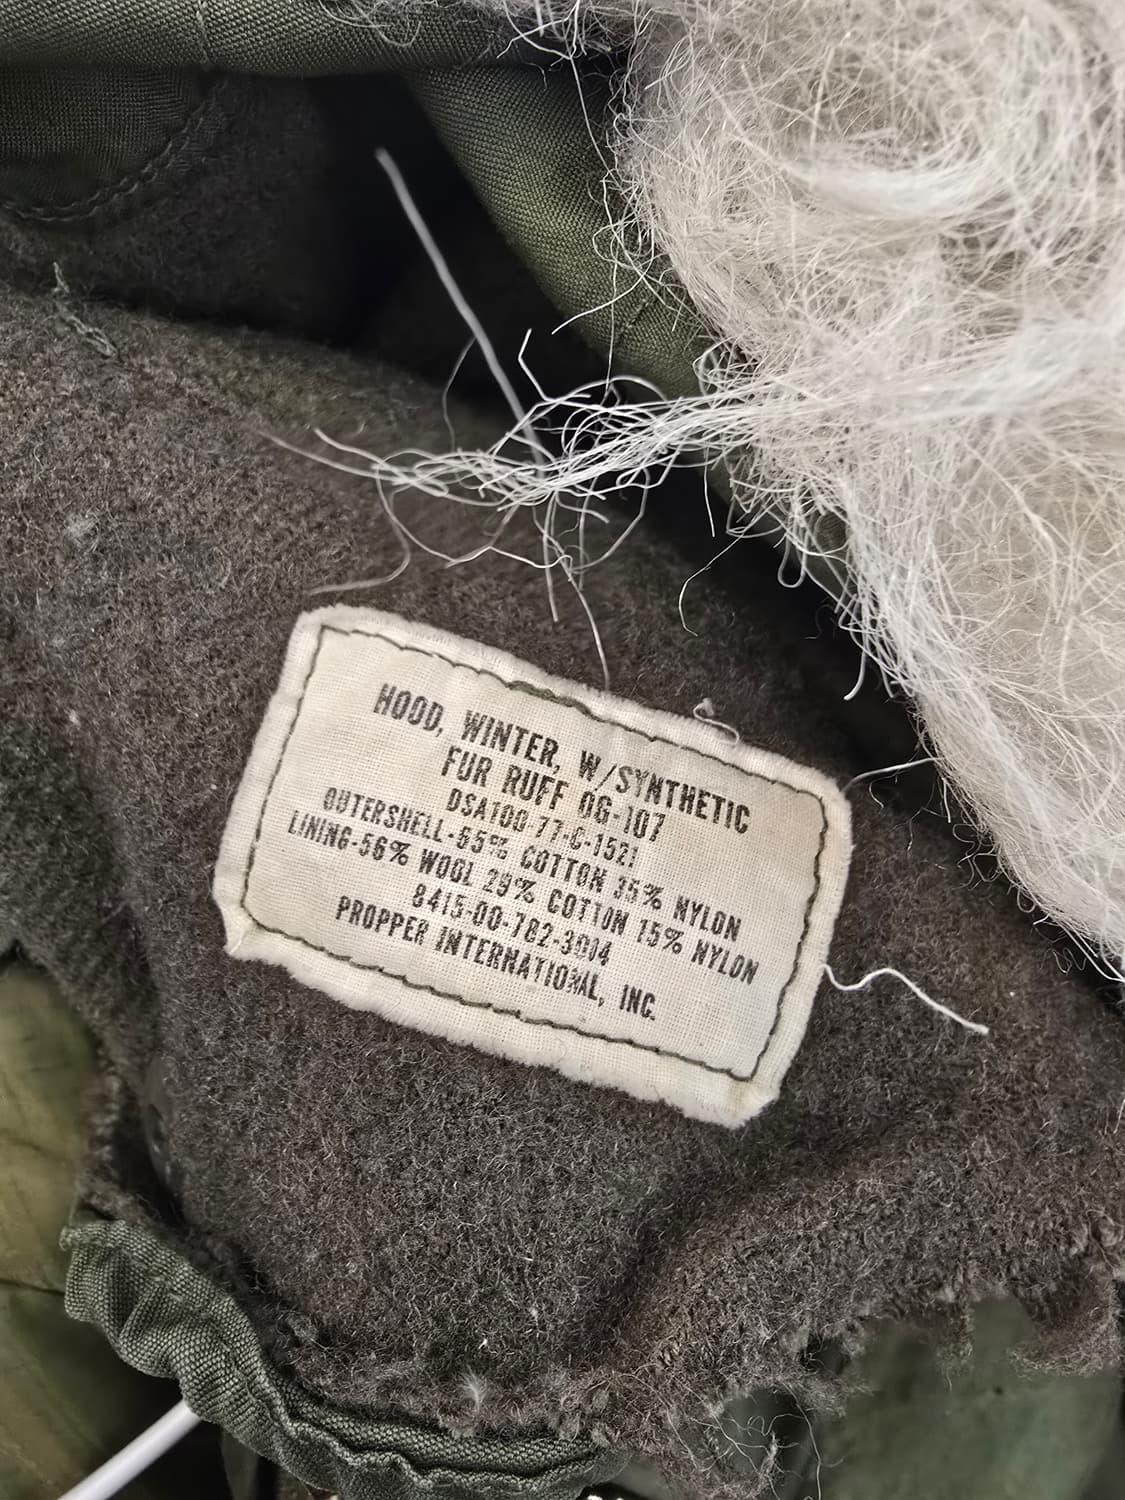 HOOD, WINTER, W/SYNTHETIC
FUR RUFF OG-107
DSA100-77-C-1521
OUTERSHELL-65% COTTON 35% NYLON
LINING-56% WOOL 29% COTTON 15% NYLON
8415-00-782-3014
PROPPER INTERNATIONAL, INC.